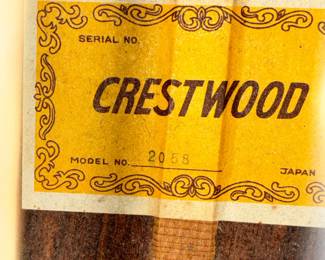 SERIAL NO.
CRESTWOOD
MODEL NO. 2058 JAPAN